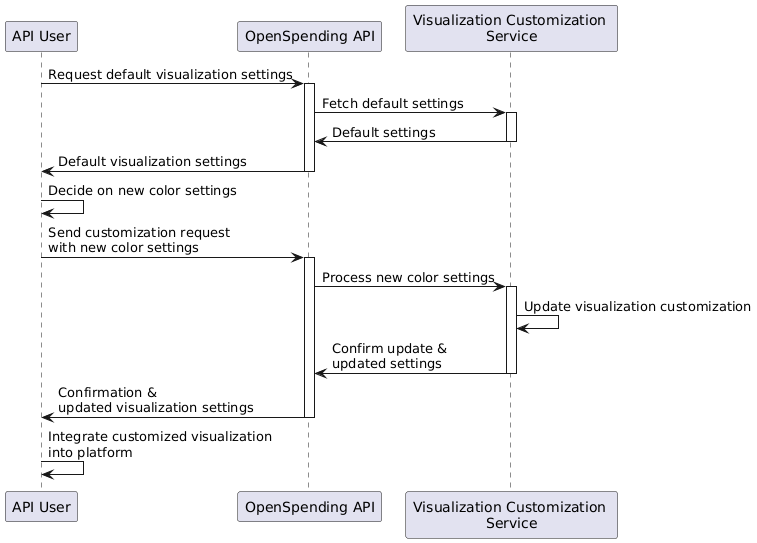 API User
OpenSpending API
Visualization Customization
Service
Request default visualization settings
Fetch default settings
Default settings
Default visualization settings
Decide on new color settings
Send customization request
with new color settings
Process new color settings
Update visualization customization
Confirm update &
updated settings
Confirmation &
updated visualization settings
Integrate customized visualization
into platform
API User
OpenSpending API
Visualization Customization
Service